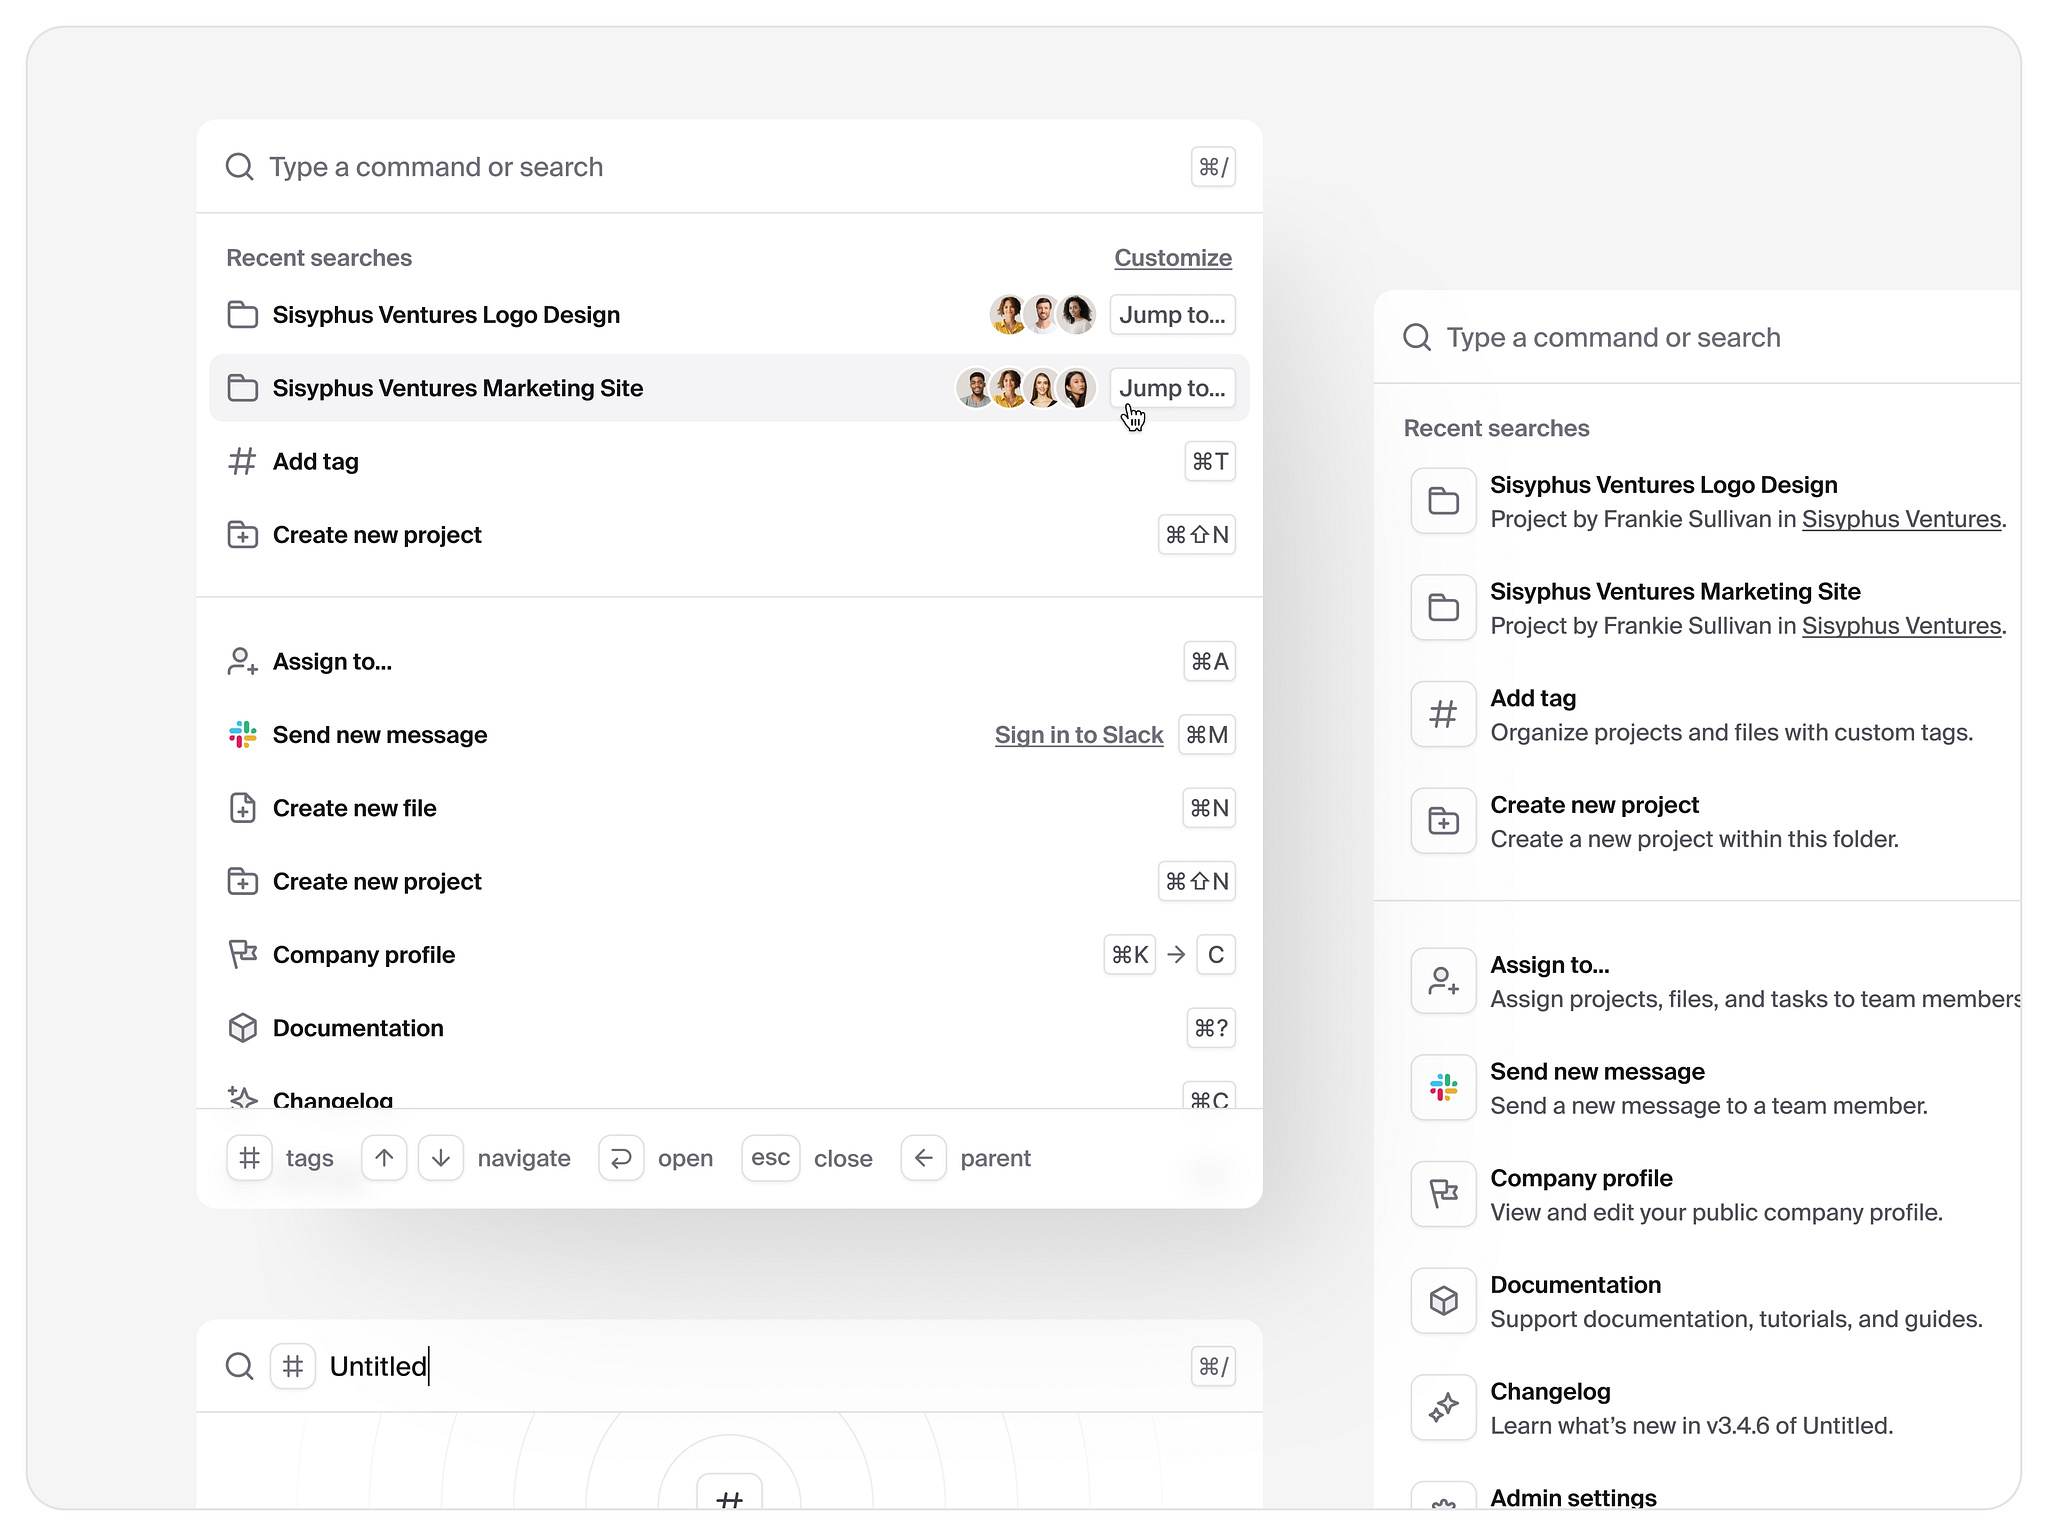 Type a command or search ⌘/
Recent searches Customize
Sisyphus Ventures Logo Design Jump to...
Sisyphus Ventures Marketing Site Jump to...
Add tag ⌘T
Create new project ⌘⇧N
Assign to... ⌘A
Send new message Sign in to Slack ⌘M
Create new file ⌘N
Create new project ⌘⇧N
Company profile ⌘K → C
Documentation ⌘?
Changelog ⌘C
# tags ↑ ↓ navigate open esc close ← parent
# Untitled ⌘/
#
Type a command or search
Recent searches
Sisyphus Ventures Logo Design
Project by Frankie Sullivan in Sisyphus Ventures.
Sisyphus Ventures Marketing Site
Project by Frankie Sullivan in Sisyphus Ventures.
Add tag
Organize projects and files with custom tags.
Create new project
Create a new project within this folder.
Assign to...
Assign projects, files, and tasks to team members
Send new message
Send a new message to a team member.
Company profile
View and edit your public company profile.
Documentation
Support documentation, tutorials, and guides.
Changelog
Learn what’s new in v3.4.6 of Untitled.
Admin settings